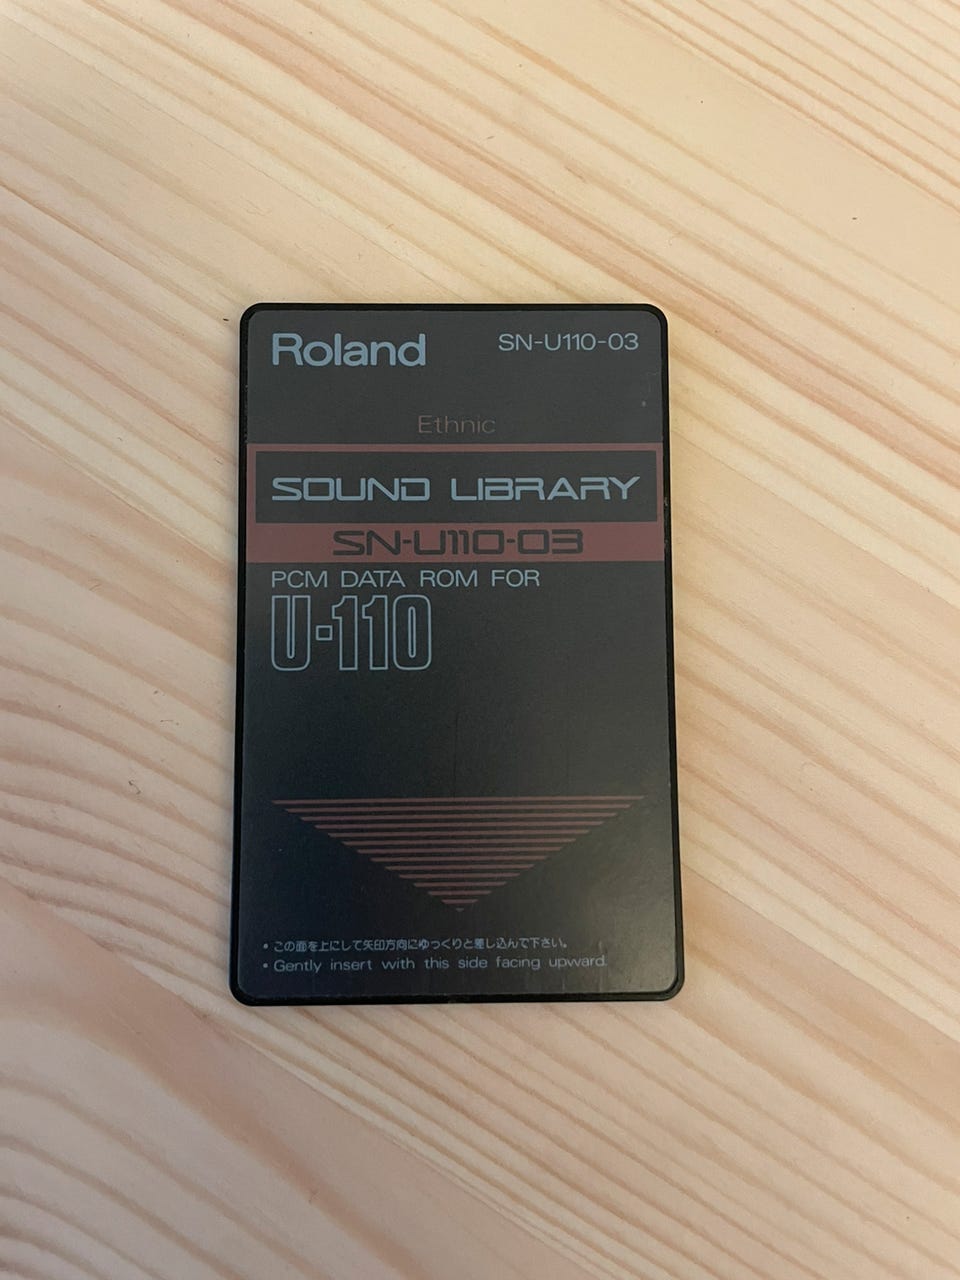 Roland
SN-U110-03
Ethnic
SOUND LIBRARY
SN-U110-03
PCM DATA ROM FOR
U-110
• この面を上にして矢印方向にゆっくりと差し込んで下さい。
• Gently insert with this side facing upward.